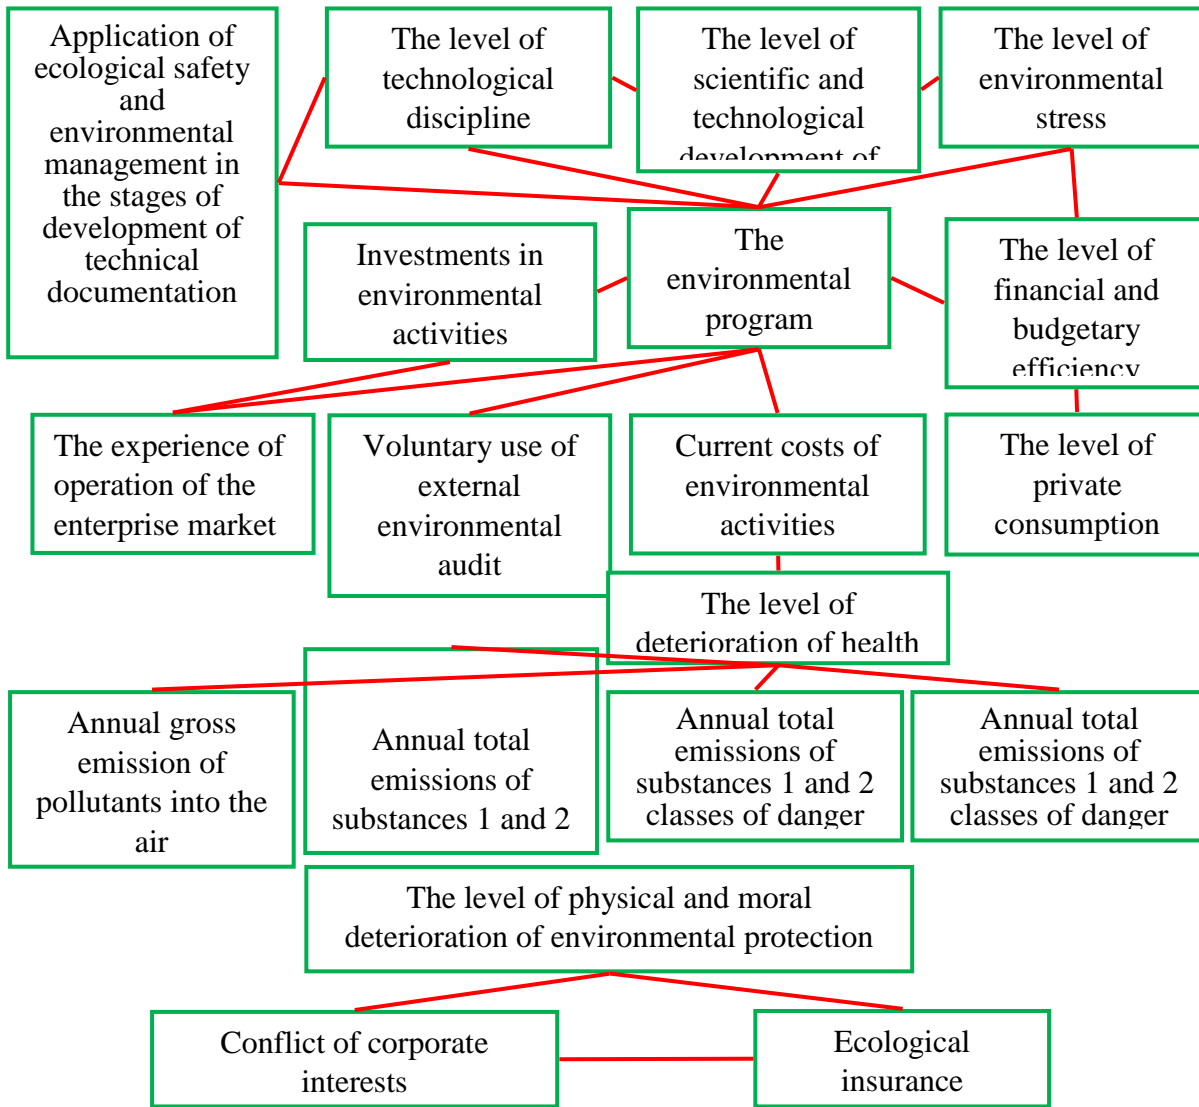 Application of
ecological safety
and
environmental
management in
the stages of
development of
technical
documentation
The level of
technological
discipline
The level of
scientific and
technological
development of
The level of
environmental
stress
Investments in
environmental
activities
The
environmental
program
The level of
financial and
budgetary
efficiency
The experience of
operation of the
enterprise market
Voluntary use of
external
environmental
audit
Current costs of
environmental
activities
The level of
private
consumption
The level of
deterioration of health
Annual gross
emission of
pollutants into the
air
Annual total
emissions of
substances 1 and 2
Annual total
emissions of
substances 1 and 2
classes of danger
Annual total
emissions of
substances 1 and 2
classes of danger
The level of physical and moral
deterioration of environmental protection
Conflict of corporate
interests
Ecological
insurance